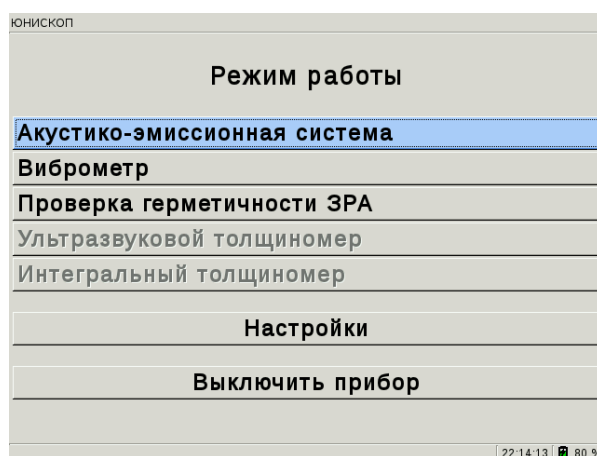 юнископ
Режим работы
Акустико-эмиссионная система
Виброметр
Проверка герметичности ЗРА
Ультразвуковой толщиномер
Интегральный толщиномер
Настройки
Выключить прибор
22:14:13 80 %